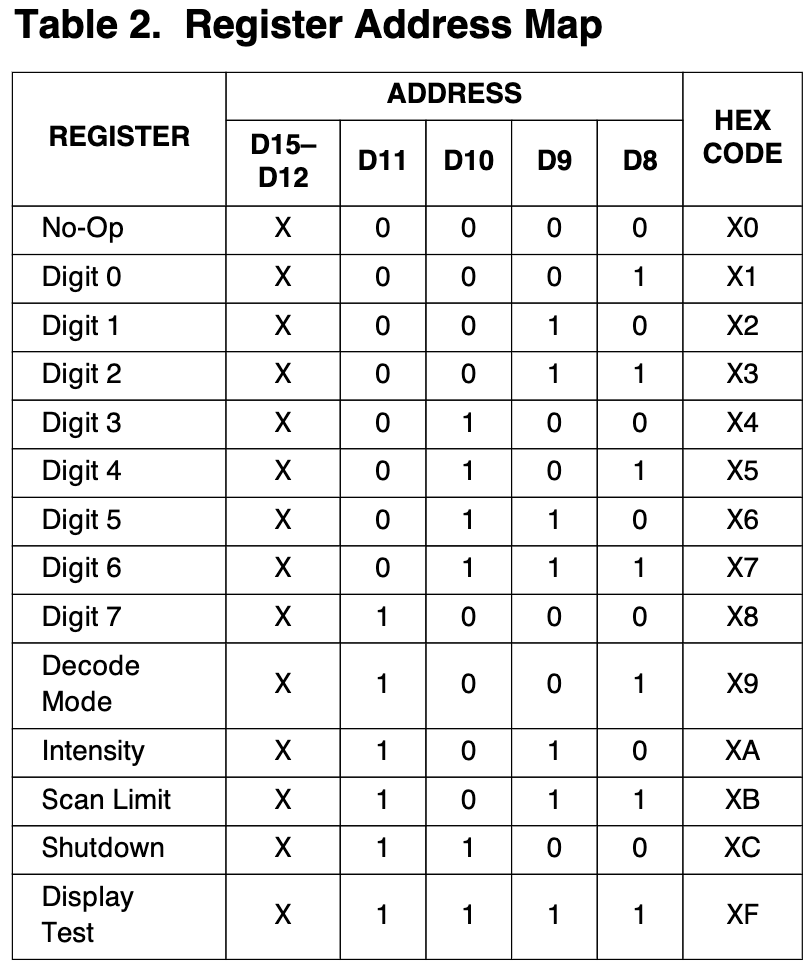 Table 2. Register Address Map
REGISTER ADDRESS HEX CODE
D15–D12 D11 D10 D9 D8
No-Op X 0 0 0 0 X0
Digit 0 X 0 0 0 1 X1
Digit 1 X 0 0 1 0 X2
Digit 2 X 0 0 1 1 X3
Digit 3 X 0 1 0 0 X4
Digit 4 X 0 1 0 1 X5
Digit 5 X 0 1 1 0 X6
Digit 6 X 0 1 1 1 X7
Digit 7 X 1 0 0 0 X8
Decode Mode X 1 0 0 1 X9
Intensity X 1 0 1 0 XA
Scan Limit X 1 0 1 1 XB
Shutdown X 1 1 0 0 XC
Display Test X 1 1 1 1 XF